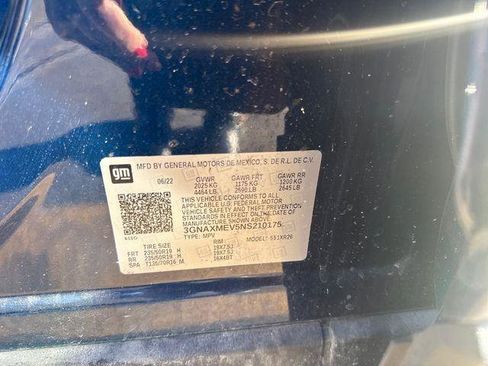 gm
MFD BY GENERAL MOTORS DE MEXICO, S. DE R.L. DE C.V.
06/22 GVWR GAWR FRT GAWR RR
2025 KG 1175 KG 1200 KG
4464 LB 2590 LB 2645 LB
THIS VEHICLE CONFORMS TO ALL
APPLICABLE U.S. FEDERAL MOTOR
VEHICLE SAFETY AND THEFT
PREVENTION STANDARDS IN
EFFECT ON THE DATE OF
MANUFACTURE SHOWN ABOVE.
3GNAXMEV5NS210175
TYPE: MPV MODEL:
TIRE SIZE RIM
FRT 235/50R19 H 19X7.5J
RR 235/50R19 H 19X7.5J
SPA T135/70R16 M 16X4BT